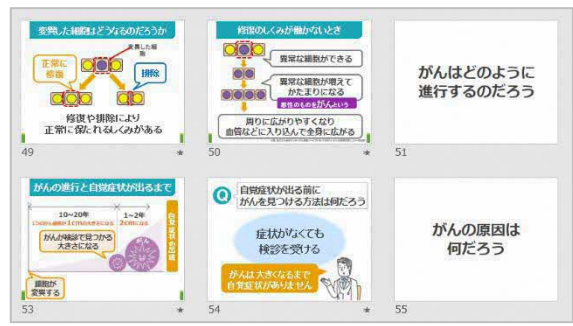 変異した細胞はどうなるのだろうか
変異した細
胞
正常に
修復
排除
修復や排除により
正常に保たれるしくみがある
49
修復のしくみが働かないとき
異常な細胞ができる
異常な細胞が増えて
かたまりになる
悪性のものをがんという
周りに広がりやすくなり
血管などに入り込んで全身に広がる
50
がんはどのように
進行するのだろう
51
がんの進行と自覚症状が出るまで
10~20年
1~2年
2cmになる
がんが検診で見つかる
大きさになる
がん
細胞が
変異する
自覚症状の出現
53
Q
自覚症状が出る前に
がんを見つける方法は何だろう
症状がなくても
検診を受ける
がんは大きくなるまで
自覚症状がありません
54
がんの原因は
何だろう
55